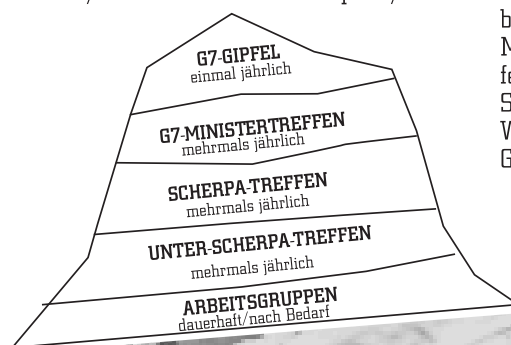 G7-GIPFEL
einmal jährlich
G7-MINISTERTREFFEN
mehrmals jährlich
SCHERPA-TREFFEN
mehrmals jährlich
UNTER-SCHERPA-TREFFEN
mehrmals jährlich
ARBEITSGRUPPEN
dauerhaft/nach Bedarf